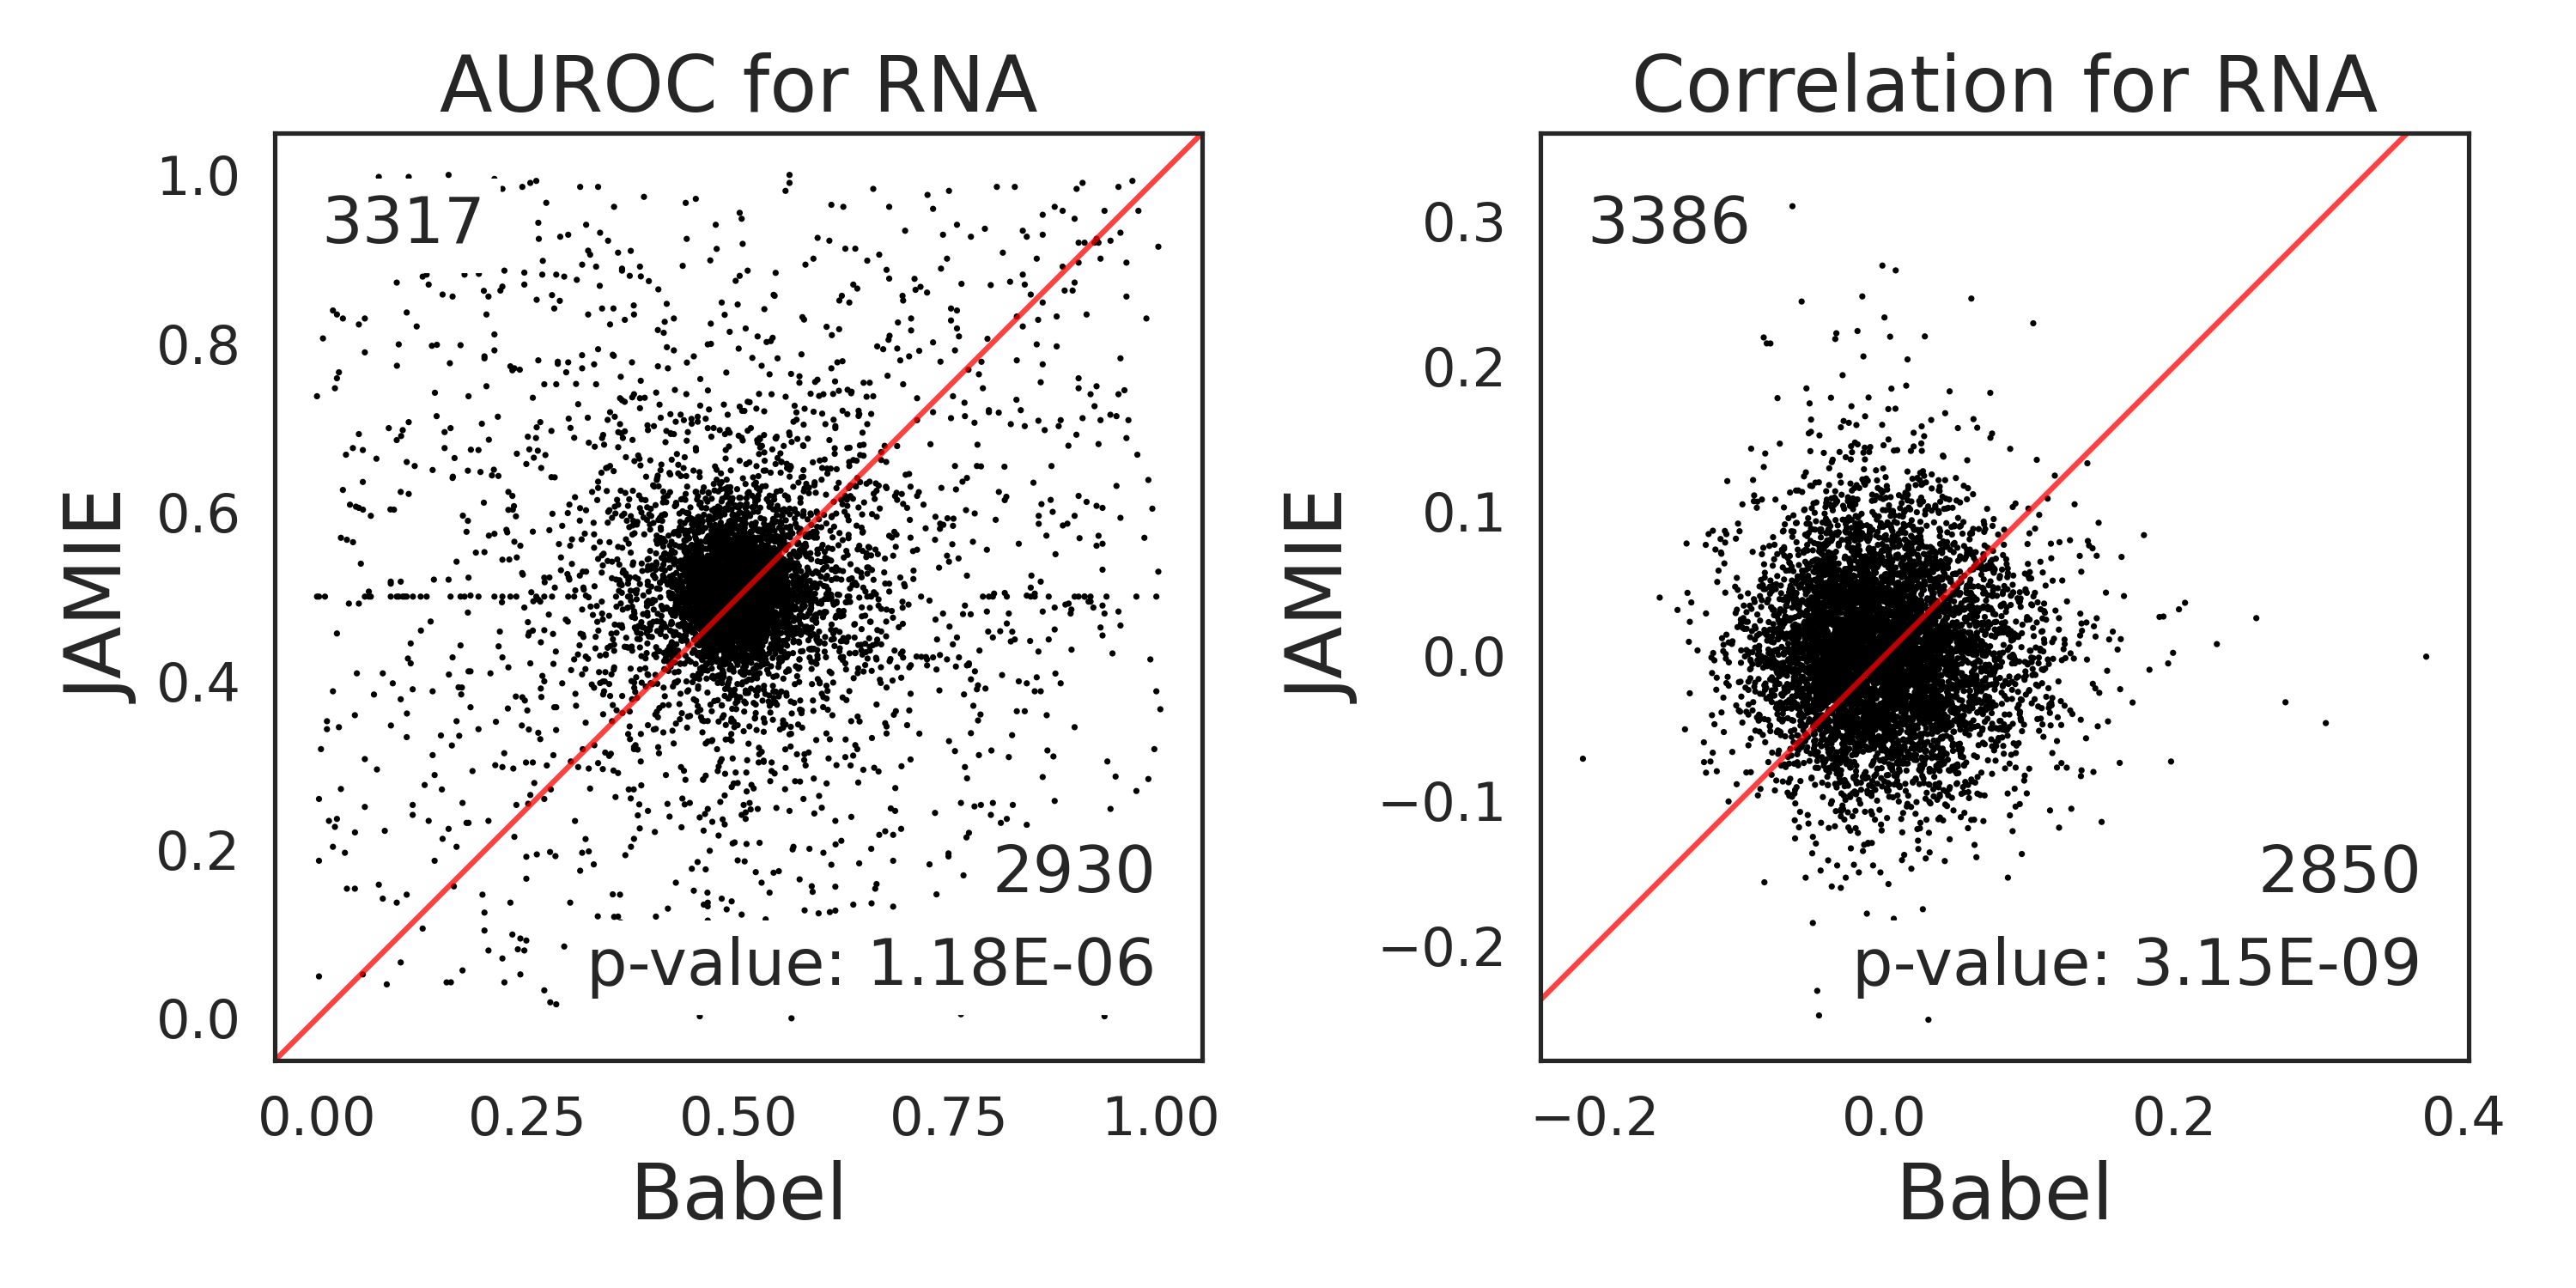 AUROC for RNA
1.0
0.8
0.6
0.4
0.2
0.0
JAMIE
3317
2930
p-value: 1.18E-06
0.00 0.25 0.50 0.75 1.00
Babel
Correlation for RNA
0.3
0.2
0.1
0.0
−0.1
−0.2
JAMIE
3386
2850
p-value: 3.15E-09
−0.2 0.0 0.2 0.4
Babel